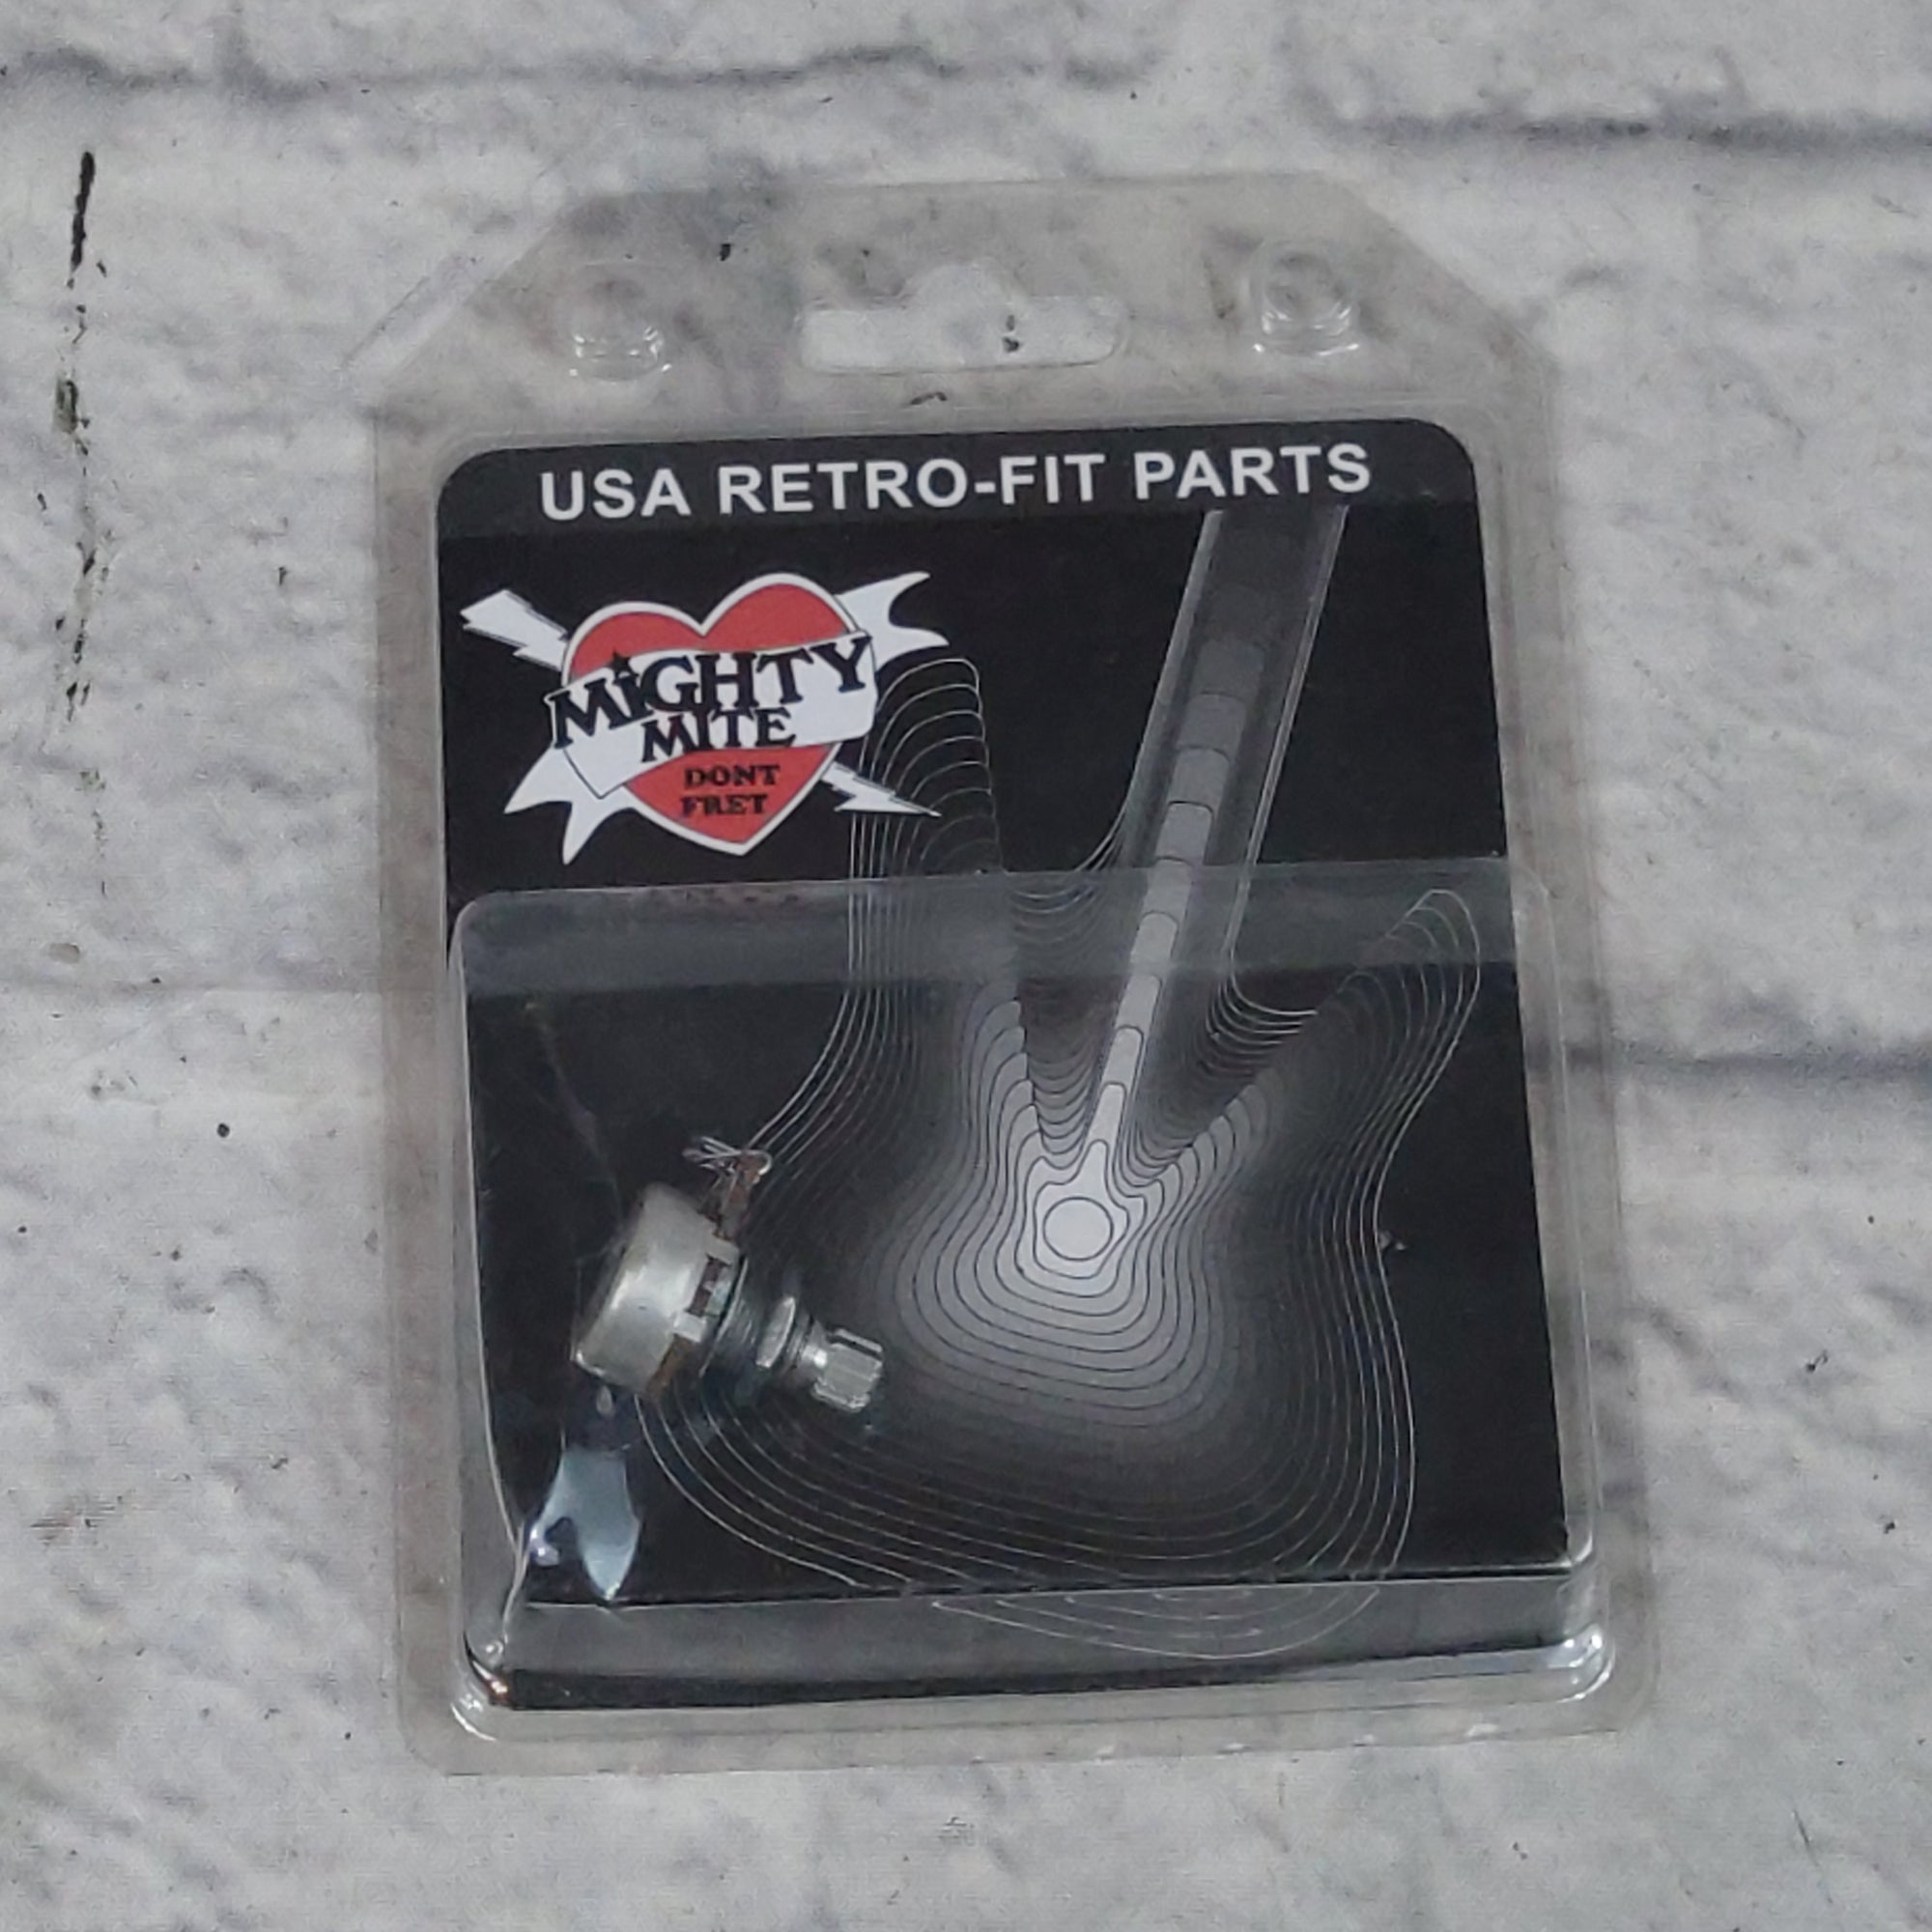 USA RETRO-FIT PARTS
MiGHTY
MITE
DONT
FRET